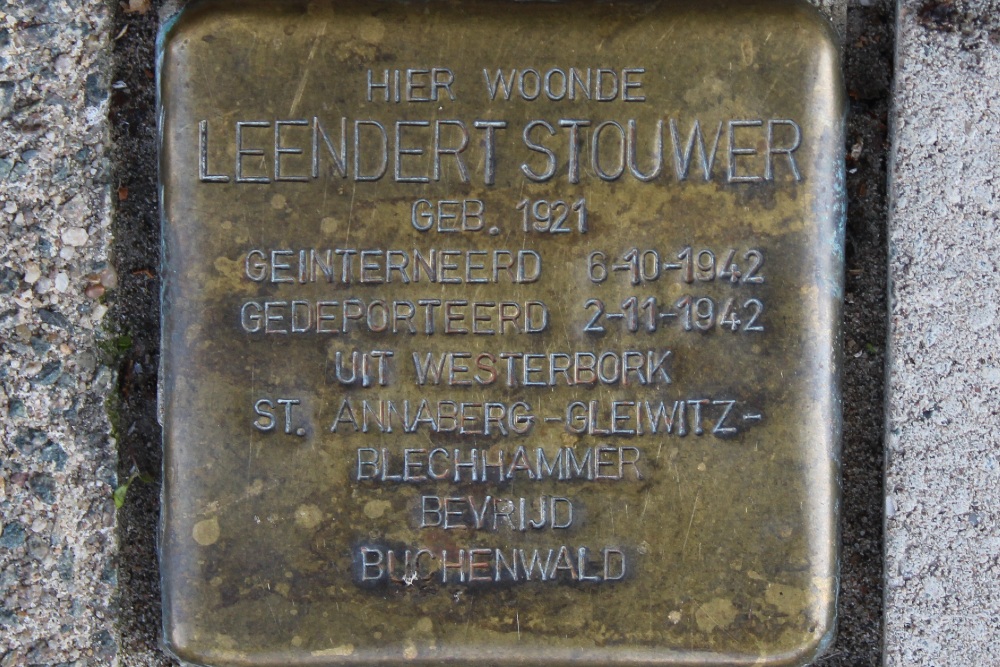 HIER WOONDE
LEENDERT STOUWER
GEB. 1921
GEINTERNEERD 6-10-1942
GEDEPORTEERD 2-11-1942
UIT WESTERBORK
ST. ANNABERG-GLEIWITZ-
BLECHHAMMER
BEVRIJD
BUCHENWALD